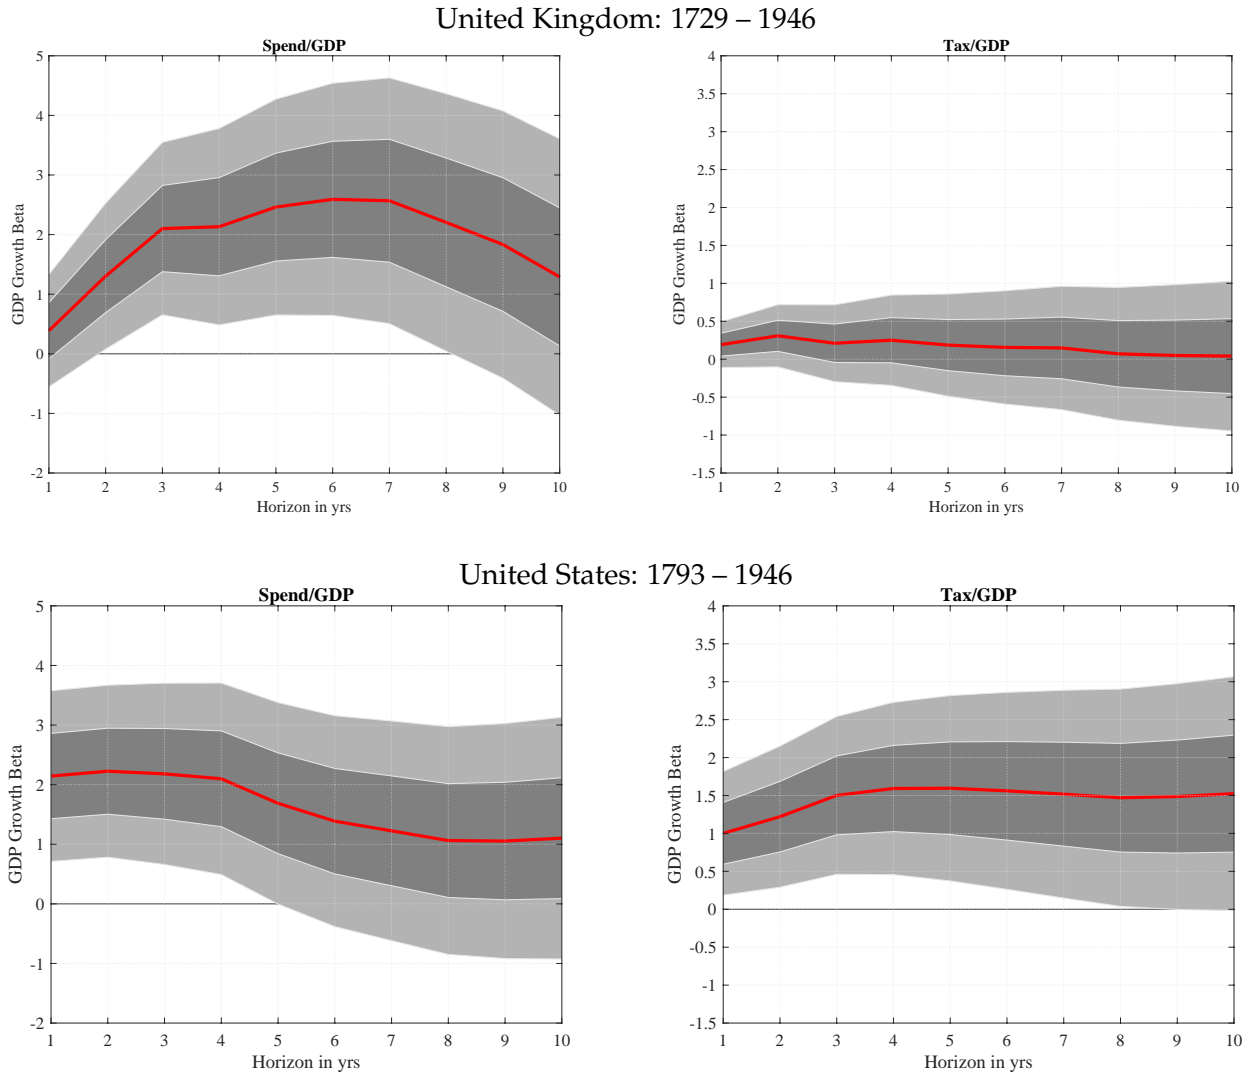 United Kingdom: 1729 – 1946
Spend/GDP
5
4
3
2
1
0
-1
-2
GDP Growth Beta
1 2 3 4 5 6 7 8 9 10
Horizon in yrs
Tax/GDP
4
3.5
3
2.5
2
1.5
1
0.5
0
-0.5
-1
-1.5
GDP Growth Beta
1 2 3 4 5 6 7 8 9 10
Horizon in yrs
United States: 1793 – 1946
Spend/GDP
5
4
3
2
1
0
-1
-2
GDP Growth Beta
1 2 3 4 5 6 7 8 9 10
Horizon in yrs
Tax/GDP
4
3.5
3
2.5
2
1.5
1
0.5
0
-0.5
-1
-1.5
GDP Growth Beta
1 2 3 4 5 6 7 8 9 10
Horizon in yrs